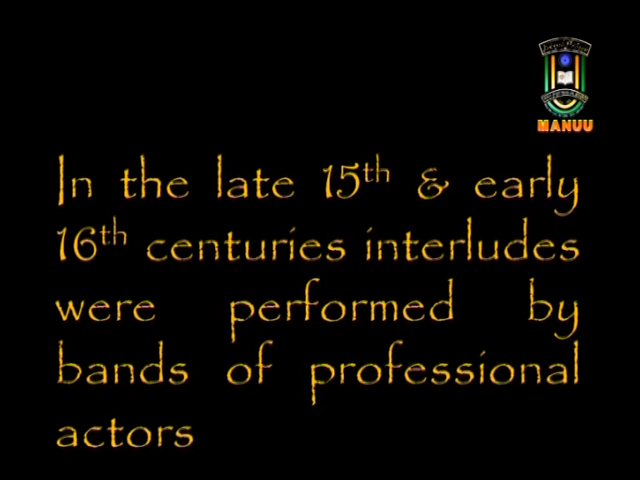 MANUU
In the late 15th & early
16th centuries interludes
were performed by
bands of professional
actors